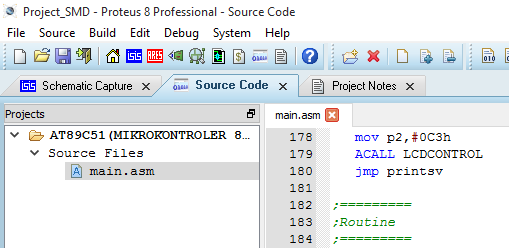 Project_SMD - Proteus 8 Professional - Source Code
File Source Build Edit Debug System Help
Schematic Capture Source Code Project Notes
Projects
AT89C51(MIKROKONTROLER 8...
Source Files
main.asm
main.asm
178 mov p2,#0C3h
179 ACALL LCDCONTROL
180 jmp printsv
181
182 ;=========
183 ;Routine
184 ;=========